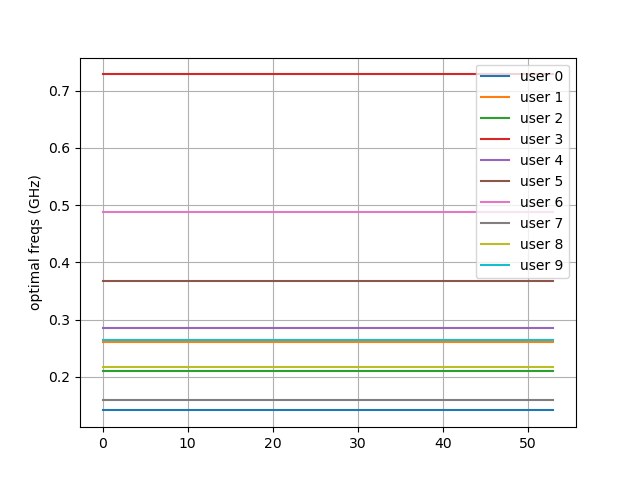 optimal freqs (GHz)
0.7
0.6
0.5
0.4
0.3
0.2
0 10 20 30 40 50
user 0
user 1
user 2
user 3
user 4
user 5
user 6
user 7
user 8
user 9